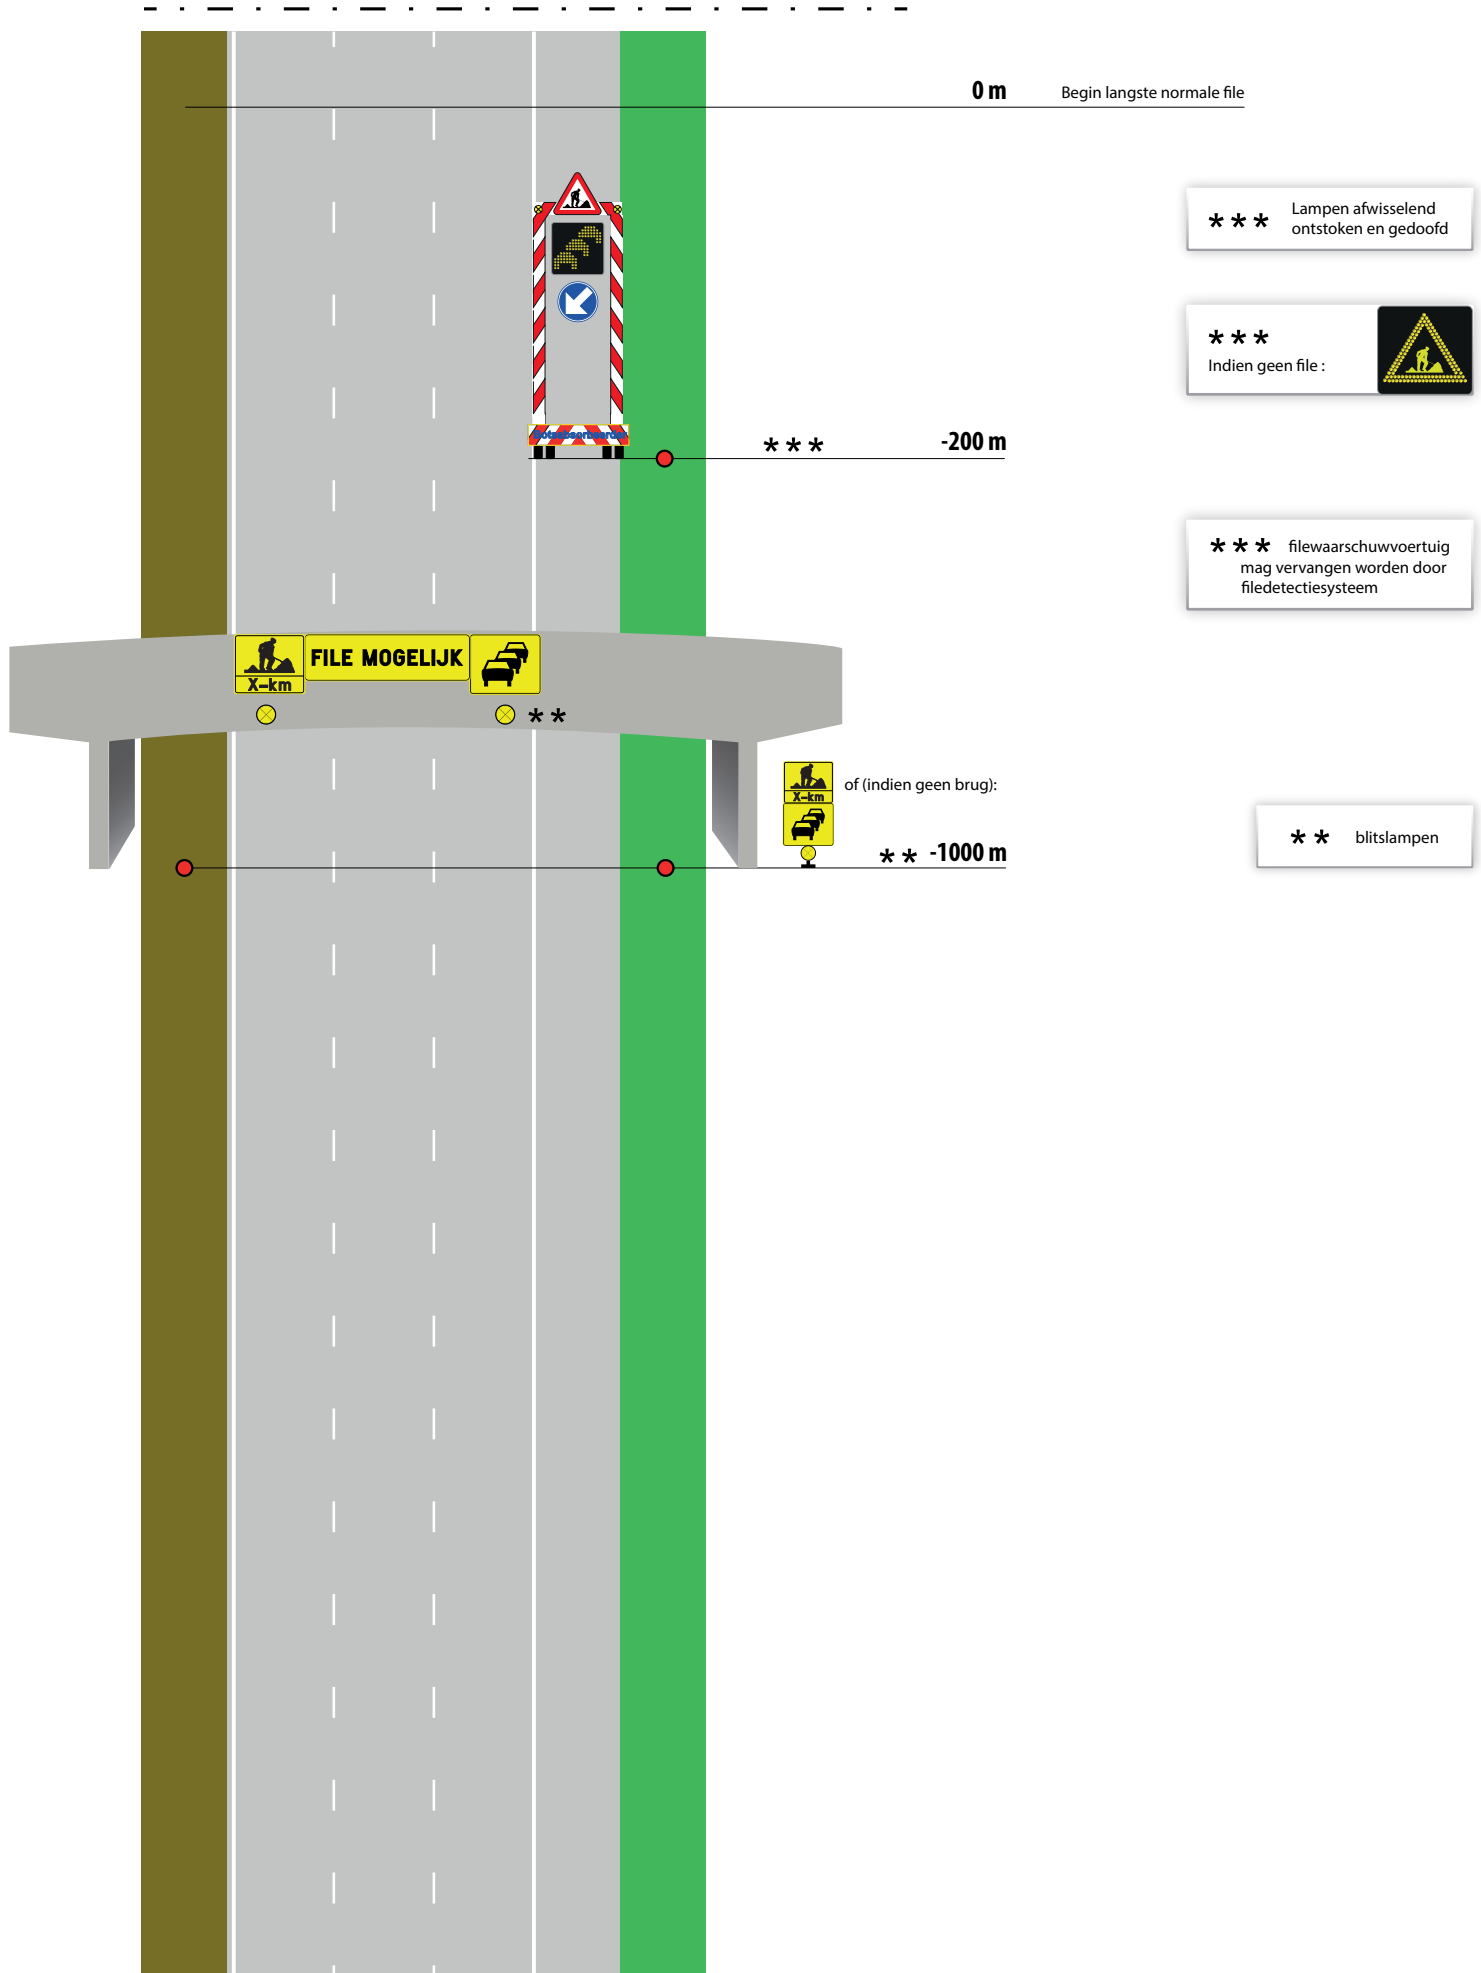 0 m Begin langste normale file
*** Lampen afwisselend
ontstoken en gedoofd
***
Indien geen file :
Botsabsorbeerder
*** -200 m
*** filewaarschuwvoertuig
mag vervangen worden door
filedetectiesysteem
X-km
FILE MOGELIJK
**
X-km
of (indien geen brug):
** -1000 m
** blitslampen